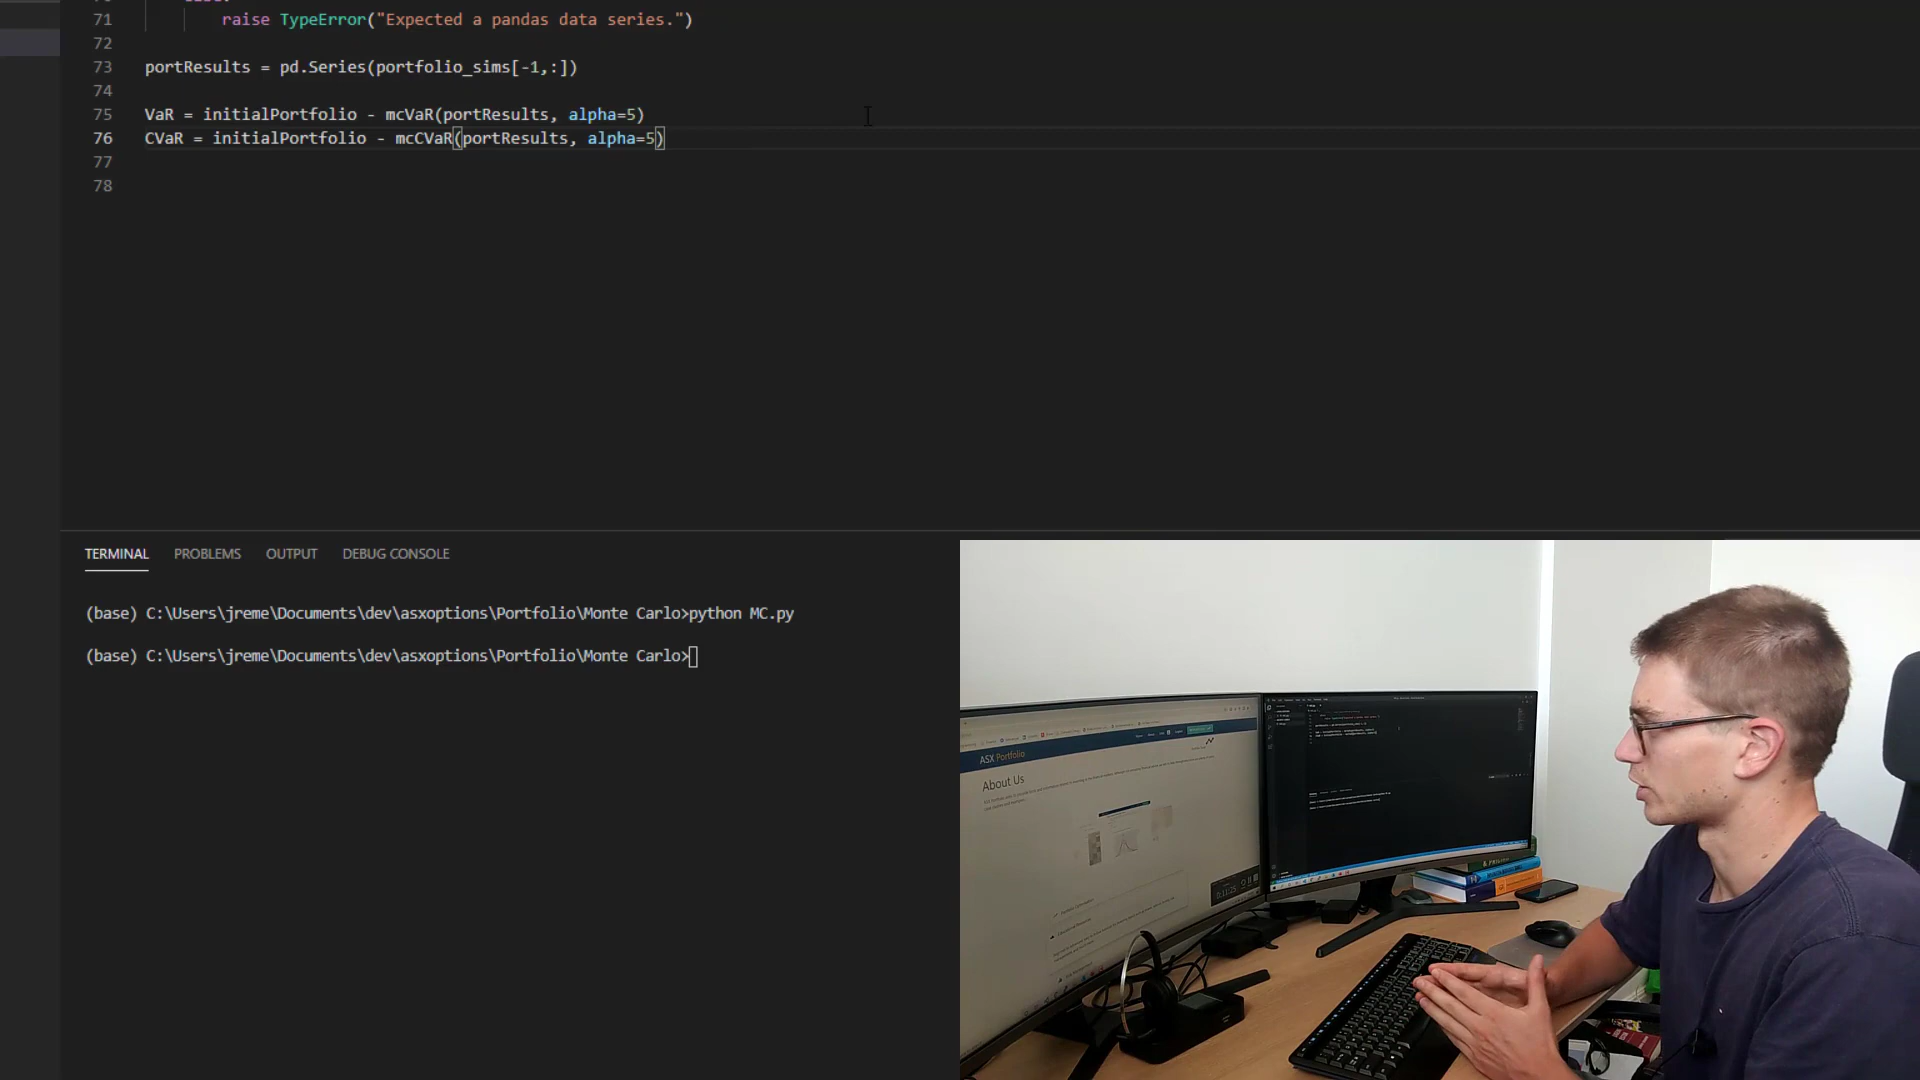 71 raise TypeError("Expected a pandas data series.")
72
73 portResults = pd.Series(portfolio_sims[-1,:])
74
75 VaR = initialPortfolio - mcVaR(portResults, alpha=5)
76 CVaR = initialPortfolio - mcCVaR(portResults, alpha=5)
77
78
TERMINAL PROBLEMS OUTPUT DEBUG CONSOLE
(base) C:\Users\jreme\Documents\dev\asxoptions\Portfolio\Monte Carlo>python MC.py
(base) C:\Users\jreme\Documents\dev\asxoptions\Portfolio\Monte Carlo>
ASX Portfolio
About Us